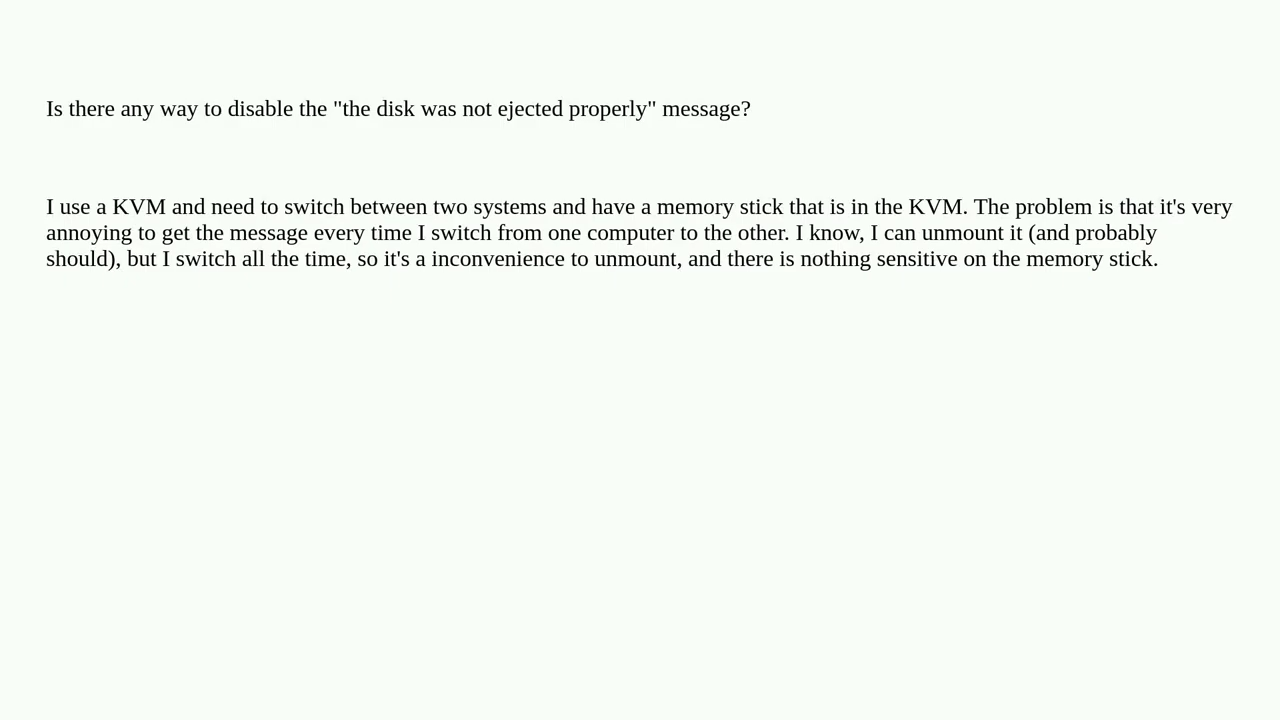 Is there any way to disable the "the disk was not ejected properly" message?
I use a KVM and need to switch between two systems and have a memory stick that is in the KVM. The problem is that it's very
annoying to get the message every time I switch from one computer to the other. I know, I can unmount it (and probably
should), but I switch all the time, so it's a inconvenience to unmount, and there is nothing sensitive on the memory stick.